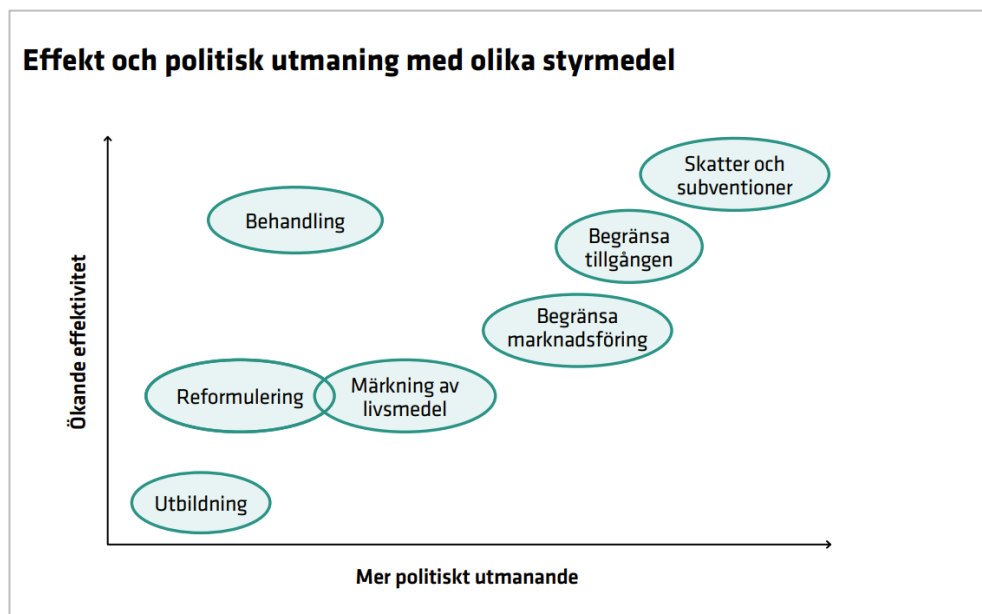 Effekt och politisk utmaning med olika styrmedel
Skatter och
subventioner
Behandling
Begränsa
tillgången
Begränsa
marknadsföring
Ökande effektivitet
Reformulering
Märkning av
livsmedel
Utbildning
Mer politiskt utmanande